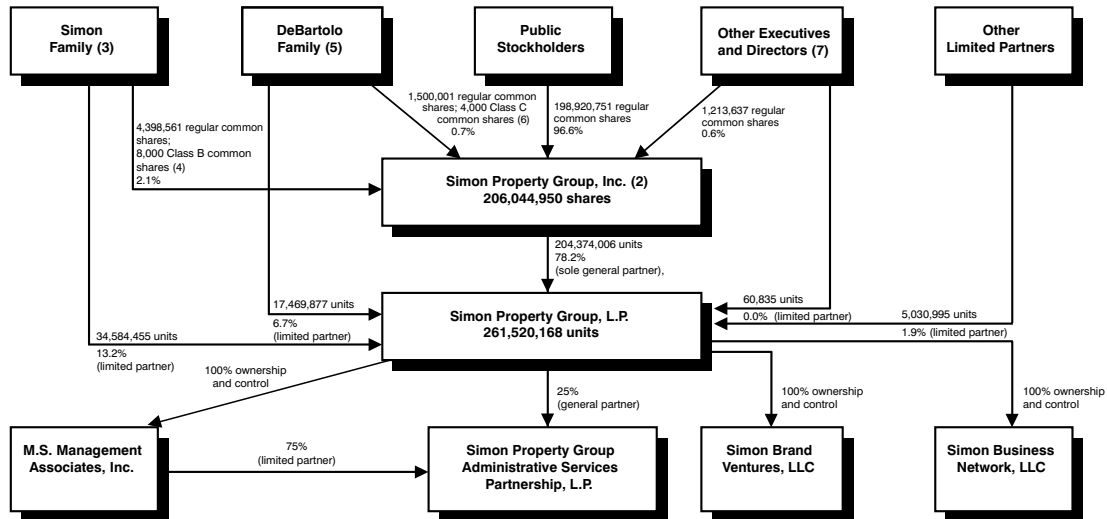 Simon
Family (3)
DeBartolo
Family (5)
Public
Stockholders
Other Executives
and Directors (7)
Other
Limited Partners
4,398,561 regular common
shares;
8,000 Class B common
shares (4)
2.1%
1,500,001 regular common
shares; 4,000 Class C
common shares (6)
0.7%
198,920,751 regular
common shares
96.6%
1,213,637 regular
common shares
0.6%
Simon Property Group, Inc. (2)
206,044,950 shares
204,374,006 units
78.2%
(sole general partner),
34,584,455 units
13.2%
(limited partner)
17,469,877 units
6.7%
(limited partner)
Simon Property Group, L.P.
261,520,168 units
60,835 units
0.0% (limited partner)
5,030,995 units
1.9% (limited partner)
100% ownership
and control
25%
(general partner)
100% ownership
and control
100% ownership
and control
M.S. Management
Associates, Inc.
75%
(limited partner)
Simon Property Group
Administrative Services
Partnership, L.P.
Simon Brand
Ventures, LLC
Simon Business
Network, LLC